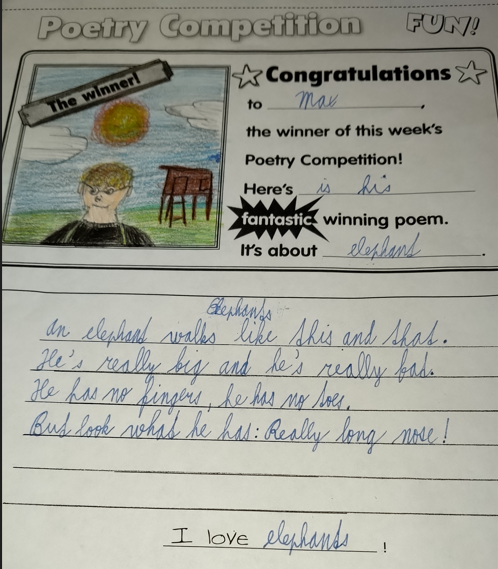 Poetry Competition FUN!
The winner!
Congratulations
to Max,
the winner of this week's
Poetry Competition!
Here's is his
fantastic winning poem.
It's about elephant.
Elephants
An elephant walks like this and that.
He's really big and he's really fat.
He has no fingers, he has no toes.
But look what he has: Really long nose!
I love elephants!